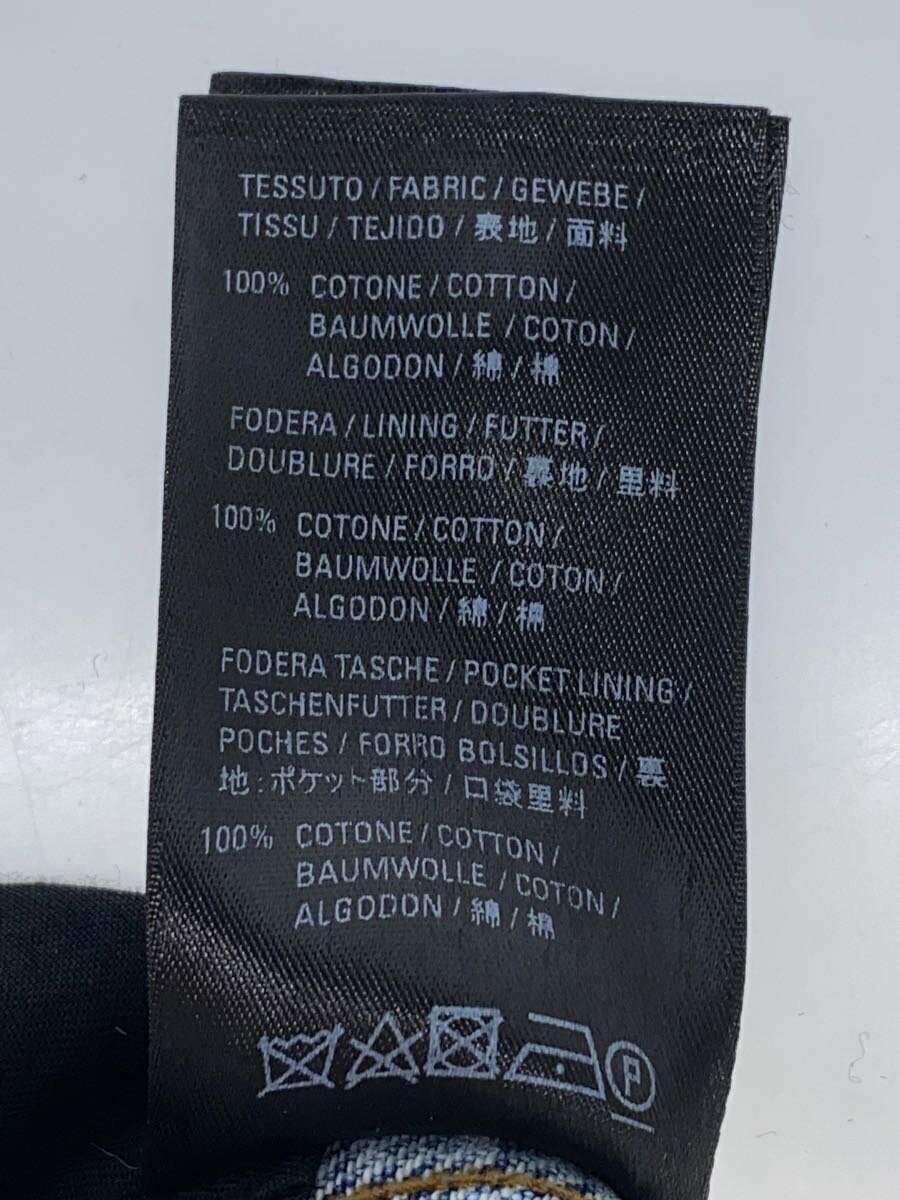 TESSUTO / FABRIC / GEWEBE /
TISSU / TEJIDO / 表地 / 面料
100% COTONE / COTTON /
BAUMWOLLE / COTON /
ALGODON / 綿 / 棉
FODERA / LINING / FUTTER /
DOUBLURE / FORRO / 裏地 / 里料
100% COTONE / COTTON /
BAUMWOLLE / COTON /
ALGODON / 綿 / 棉
FODERA TASCHE / POCKET LINING /
TASCHENFUTTER / DOUBLURE
POCHES / FORRO BOLSILLOS / 裏
地:ポケット部分 / 口袋里料
100% COTONE / COTTON /
BAUMWOLLE / COTON /
ALGODON / 綿 / 棉
P